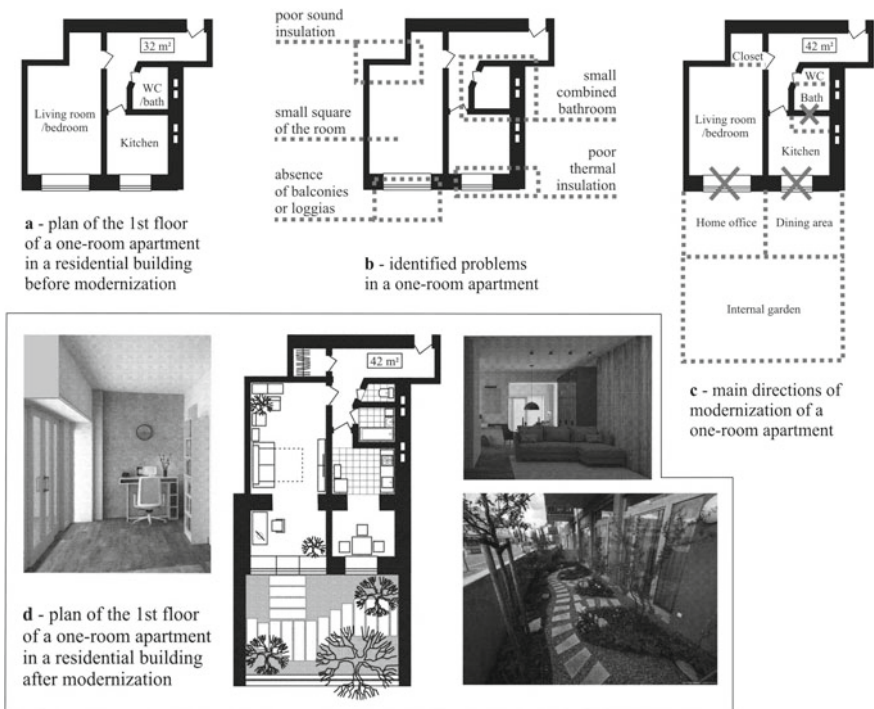 32 m²
WC
/bath
Living room
/bedroom
Kitchen
a - plan of the 1st floor
of a one-room apartment
in a residential building
before modernization
poor sound
insulation
small square
of the room
absence
of balconies
or loggias
small
combined
bathroom
poor
thermal
insulation
b - identified problems
in a one-room apartment
42 m²
Closet
WC
Bath
Living room
/bedroom
Kitchen
Home office
Dining area
Internal garden
c - main directions of
modernization of a
one-room apartment
42 m²
d - plan of the 1st floor
of a one-room apartment
in a residential building
after modernization